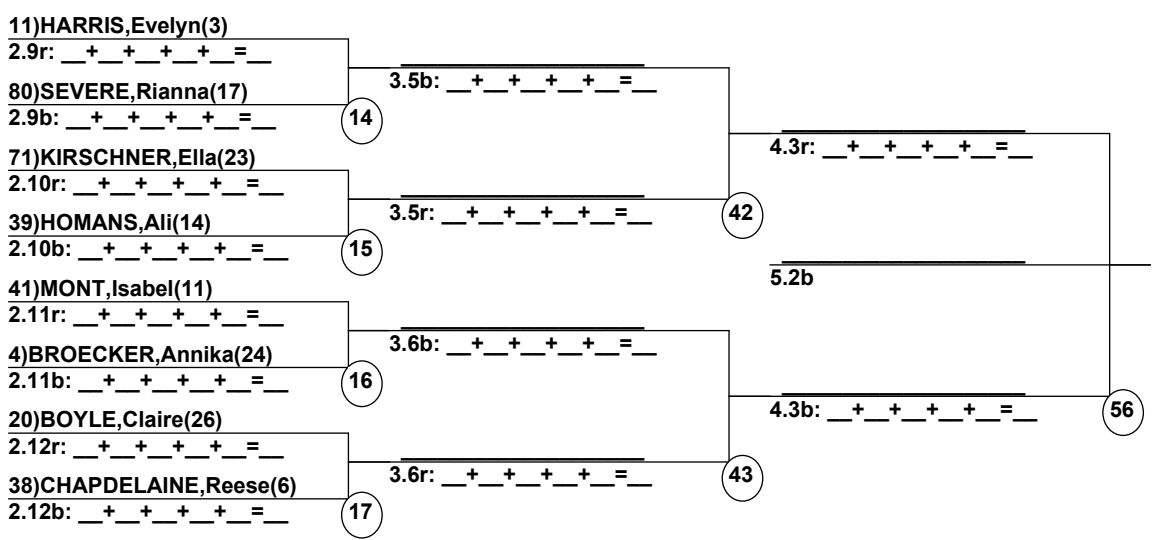 11)HARRIS,Evelyn(3)
2.9r: __+__+__+__+__=__
80)SEVERE,Rianna(17)
2.9b: __+__+__+__+__=__
14
71)KIRSCHNER,Ella(23)
2.10r: __+__+__+__+__=__
39)HOMANS,Ali(14)
2.10b: __+__+__+__+__=__
15
41)MONT,Isabel(11)
2.11r: __+__+__+__+__=__
4)BROECKER,Annika(24)
2.11b: __+__+__+__+__=__
16
20)BOYLE,Claire(26)
2.12r: __+__+__+__+__=__
38)CHAPDELAINE,Reese(6)
2.12b: __+__+__+__+__=__
17
3.5b: __+__+__+__+__=__
3.5r: __+__+__+__+__=__
42
3.6b: __+__+__+__+__=__
3.6r: __+__+__+__+__=__
43
4.3r: __+__+__+__+__=__
5.2b
4.3b: __+__+__+__+__=__
56